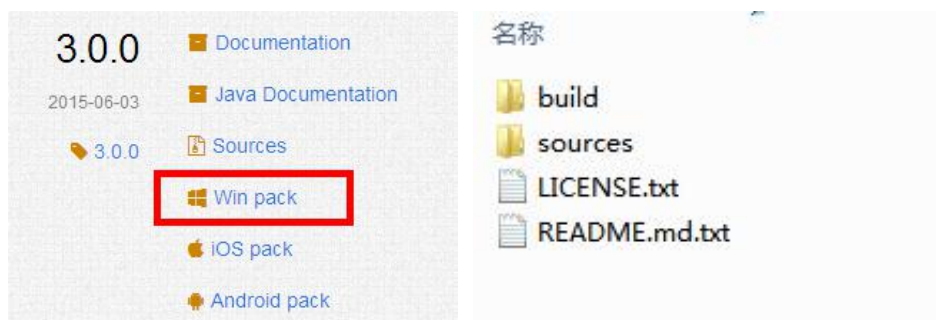 3.0.0
2015-06-03
3.0.0
Documentation
Java Documentation
Sources
Win pack
iOS pack
Android pack
名称
build
sources
LICENSE.txt
README.md.txt